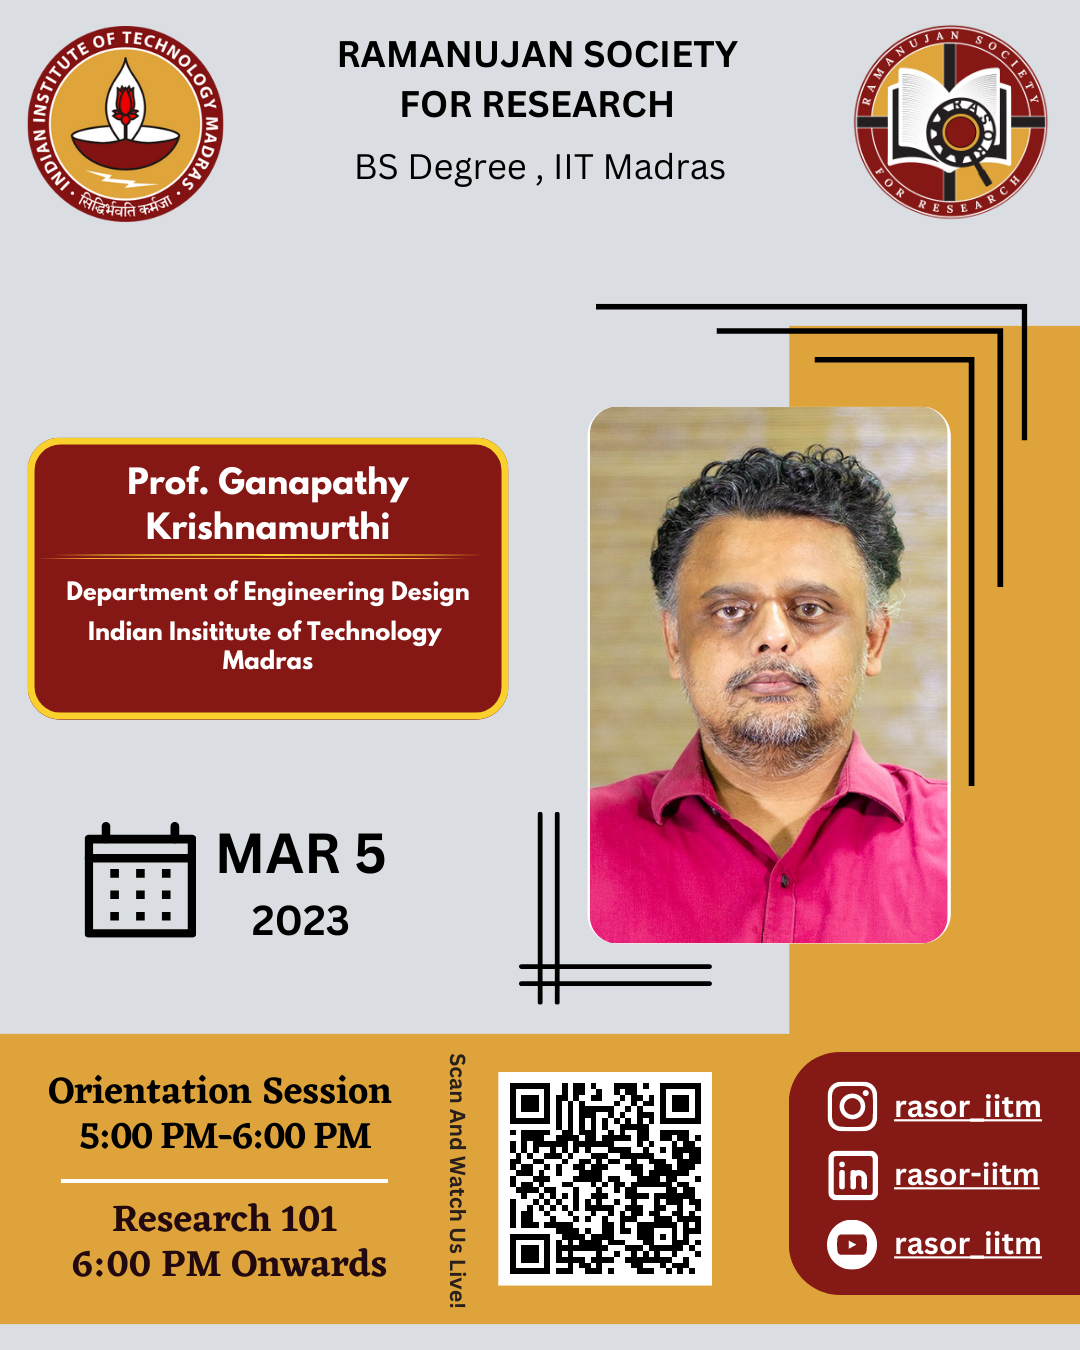 INDIAN INSTITUTE OF TECHNOLOGY MADRAS
सिद्धिर्भवति कर्मजा
RAMANUJAN SOCIETY
FOR RESEARCH
BS Degree , IIT Madras
RAMANUJAN SOCIETY
FOR RESEARCH
RASOR
Prof. Ganapathy
Krishnamurthi
Department of Engineering Design
Indian Insititute of Technology
Madras
MAR 5
2023
Orientation Session
5:00 PM-6:00 PM
Research 101
6:00 PM Onwards
Scan And Watch Us Live!
rasor_iitm
in
rasor-iitm
rasor_iitm